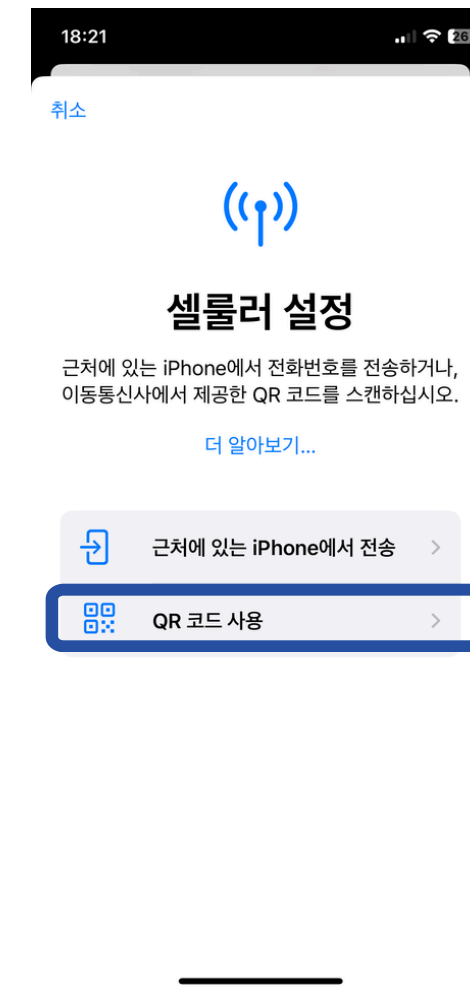 18:21
26
취소
셀룰러 설정
근처에 있는 iPhone에서 전화번호를 전송하거나,
이동통신사에서 제공한 QR 코드를 스캔하십시오.
더 알아보기...
근처에 있는 iPhone에서 전송
QR 코드 사용